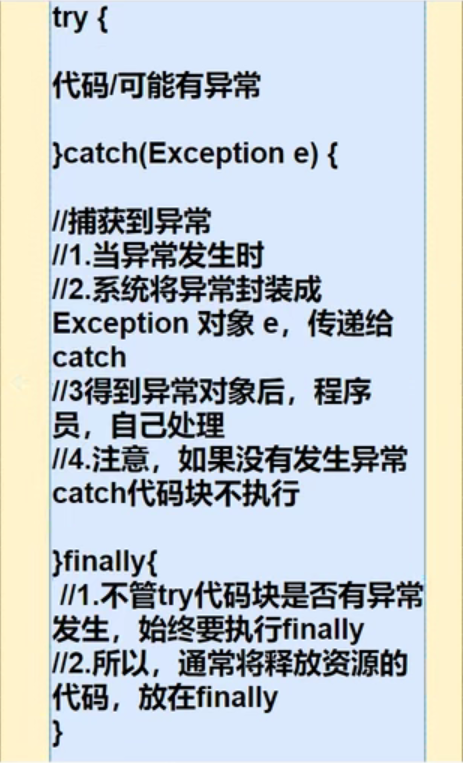 try {
代码/可能有异常
}catch(Exception e) {
//捕获到异常
//1.当异常发生时
//2.系统将异常封装成
Exception 对象 e，传递给
catch
//3得到异常对象后，程序
员，自己处理
//4.注意，如果没有发生异常
catch代码块不执行
}finally{
//1.不管try代码块是否有异常
发生，始终要执行finally
//2.所以，通常将释放资源的
代码，放在finally
}